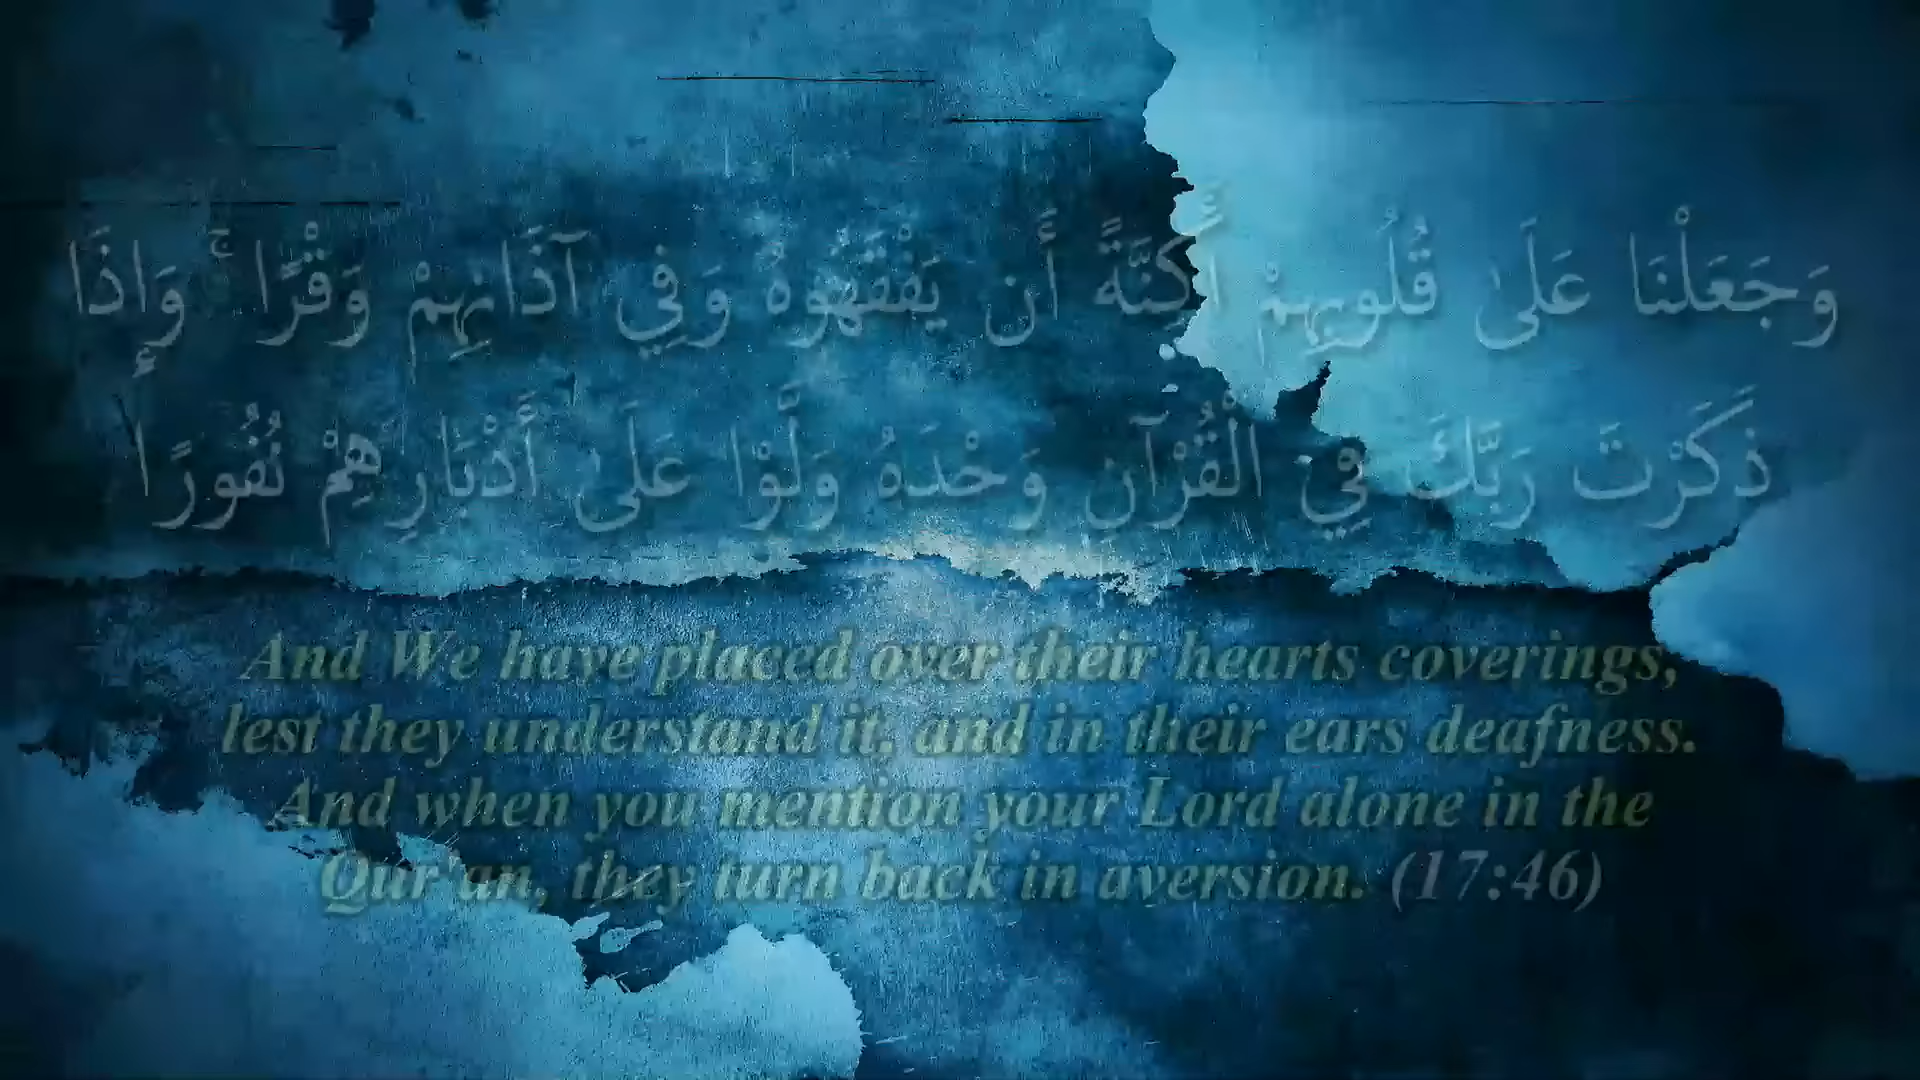 وَجَعَلْنَا عَلَىٰ قُلُوبِهِمْ أَكِنَّةً أَن يَفْقَهُوهُ وَفِي آذَانِهِمْ وَقْرًا ۚ وَإِذَا
ذَكَرْتَ رَبَّكَ فِي الْقُرْآنِ وَحْدَهُ وَلَّوْا عَلَىٰ أَدْبَارِهِمْ نُفُورًا
And We have placed over their hearts coverings,
lest they understand it, and in their ears deafness.
And when you mention your Lord alone in the
Qur'an, they turn back in aversion. (17:46)